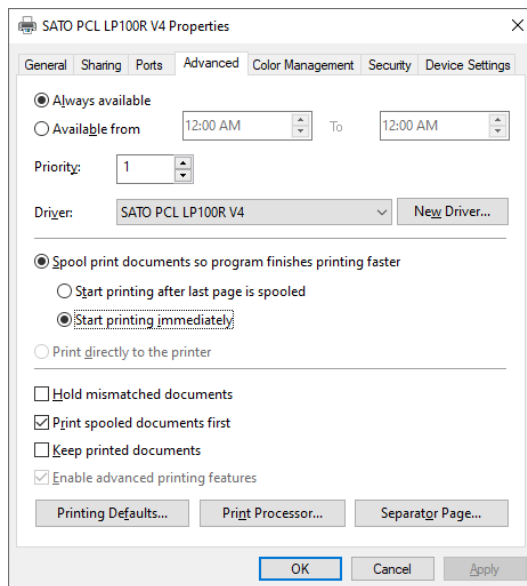 SATO PCL LP100R V4 Properties
General Sharing Ports Advanced Color Management Security Device Settings
Always available
Available from 12:00 AM To 12:00 AM
Priority: 1
Driver: SATO PCL LP100R V4 New Driver...
Spool print documents so program finishes printing faster
Start printing after last page is spooled
Start printing immediately
Print directly to the printer
Hold mismatched documents
Print spooled documents first
Keep printed documents
Enable advanced printing features
Printing Defaults... Print Processor... Separator Page...
OK Cancel Apply